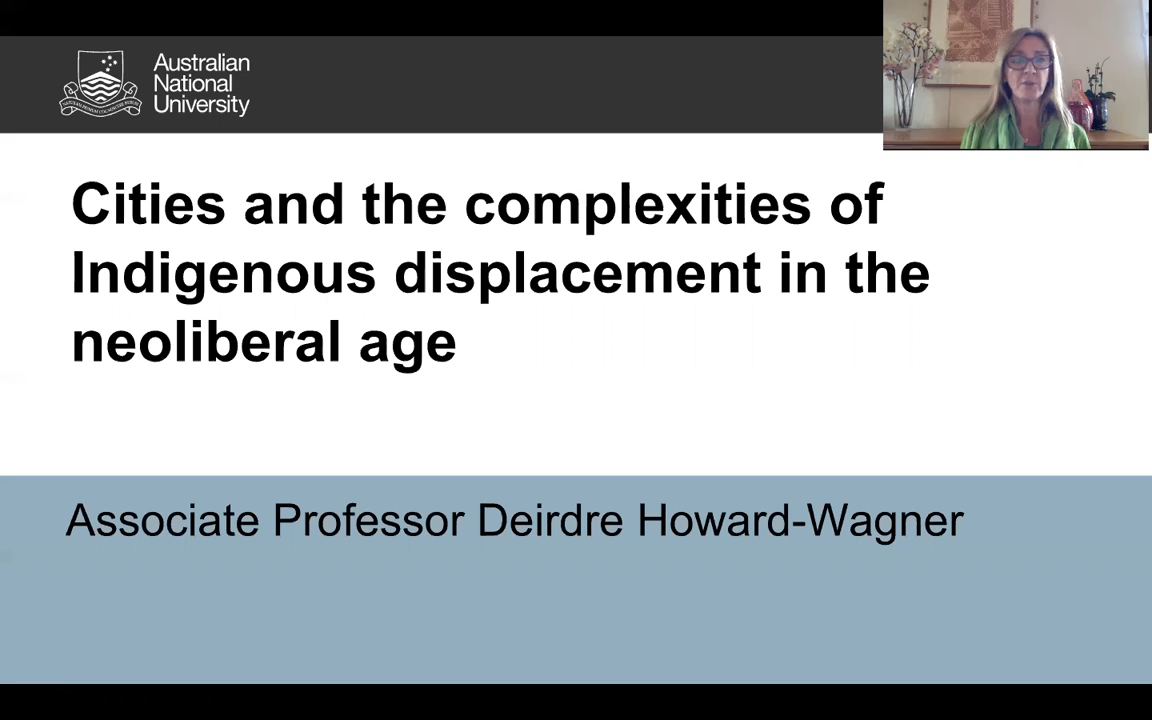 Australian
National
University
Cities and the complexities of
Indigenous displacement in the
neoliberal age
Associate Professor Deirdre Howard-Wagner